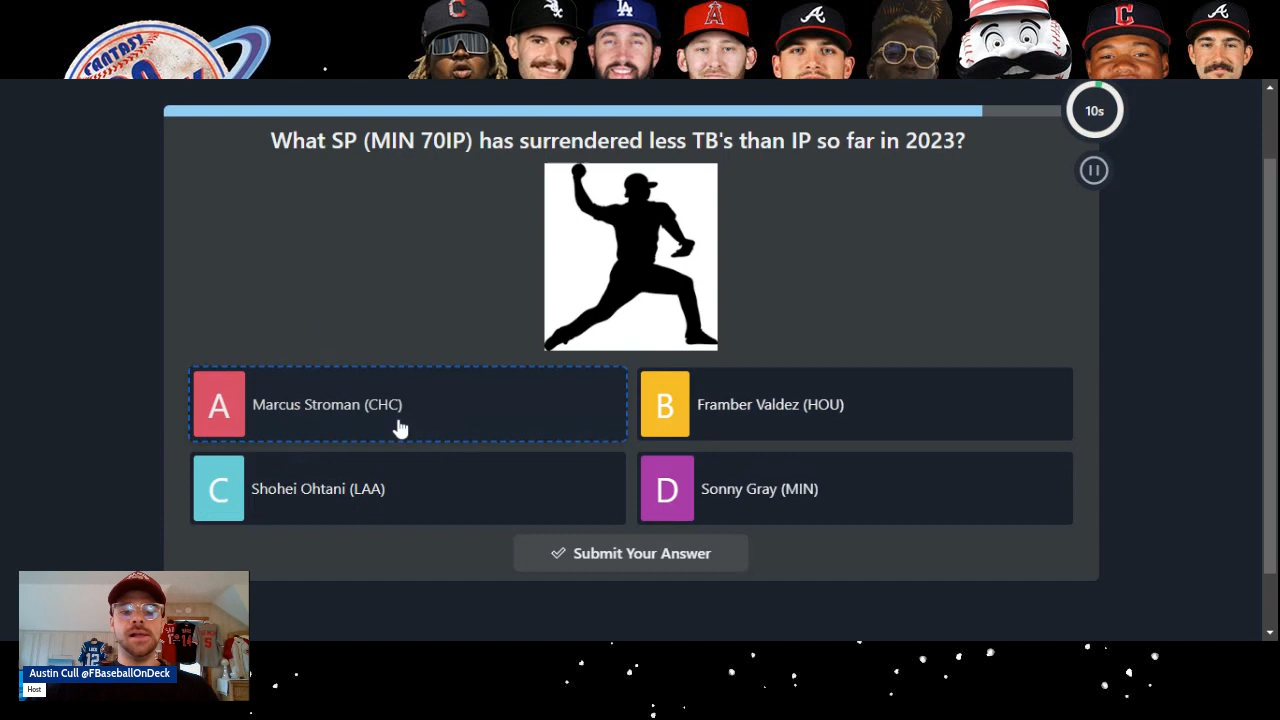 FANTASY
10s
What SP (MIN 70IP) has surrendered less TB's than IP so far in 2023?
A Marcus Stroman (CHC)
B Framber Valdez (HOU)
C Shohei Ohtani (LAA)
D Sonny Gray (MIN)
Submit Your Answer
Austin Cull @FBaseballOnDeck
Host